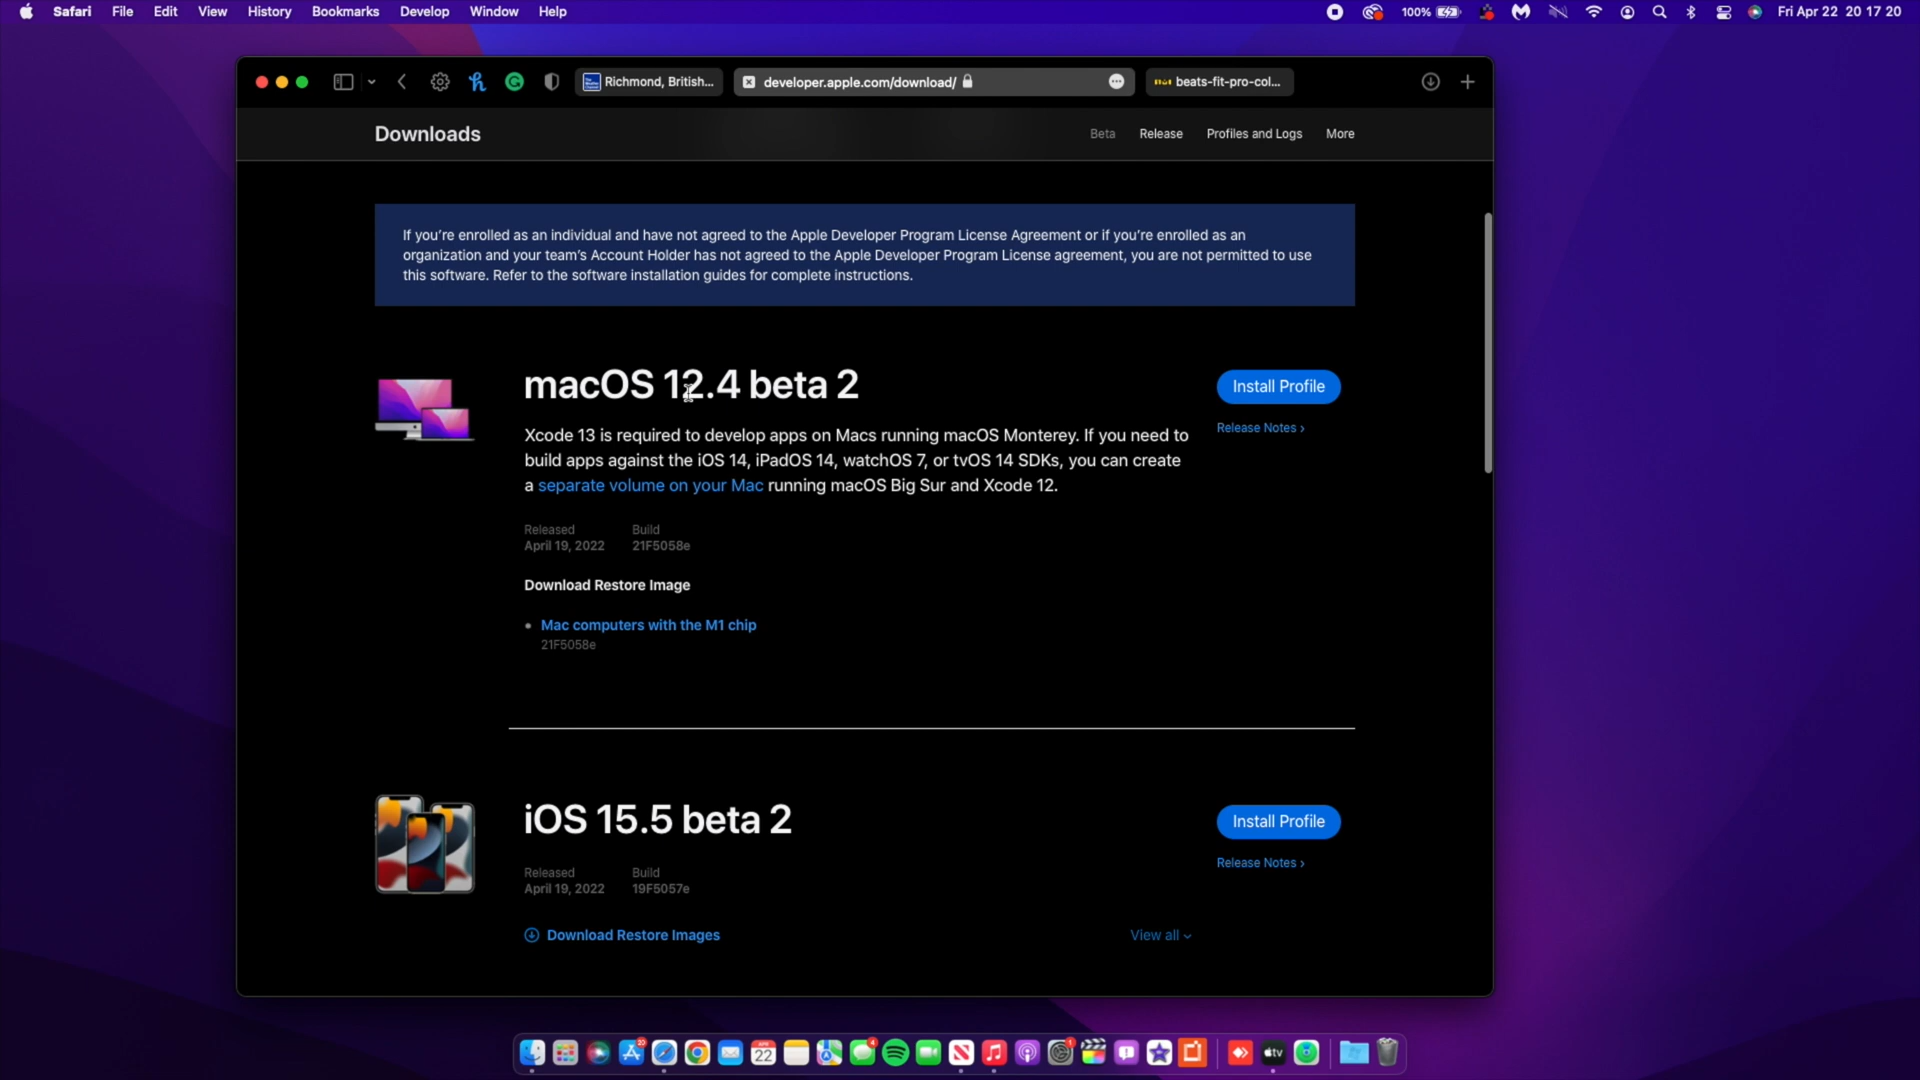 Safari File Edit View History Bookmarks Develop Window Help 100% Fri Apr 22 20 17 20
Richmond, British... developer.apple.com/download/ beats-fit-pro-col...
Downloads Beta Release Profiles and Logs More
If you're enrolled as an individual and have not agreed to the Apple Developer Program License Agreement or if you're enrolled as an
organization and your team's Account Holder has not agreed to the Apple Developer Program License agreement, you are not permitted to use
this software. Refer to the software installation guides for complete instructions.
macOS 12.4 beta 2 Install Profile
Release Notes ›
Xcode 13 is required to develop apps on Macs running macOS Monterey. If you need to
build apps against the iOS 14, iPadOS 14, watchOS 7, or tvOS 14 SDKs, you can create
a separate volume on your Mac running macOS Big Sur and Xcode 12.
Released Build
April 19, 2022 21F5058e
Download Restore Image
• Mac computers with the M1 chip
21F5058e
iOS 15.5 beta 2 Install Profile
Release Notes ›
Released Build
April 19, 2022 19F5057e
Download Restore Images View all